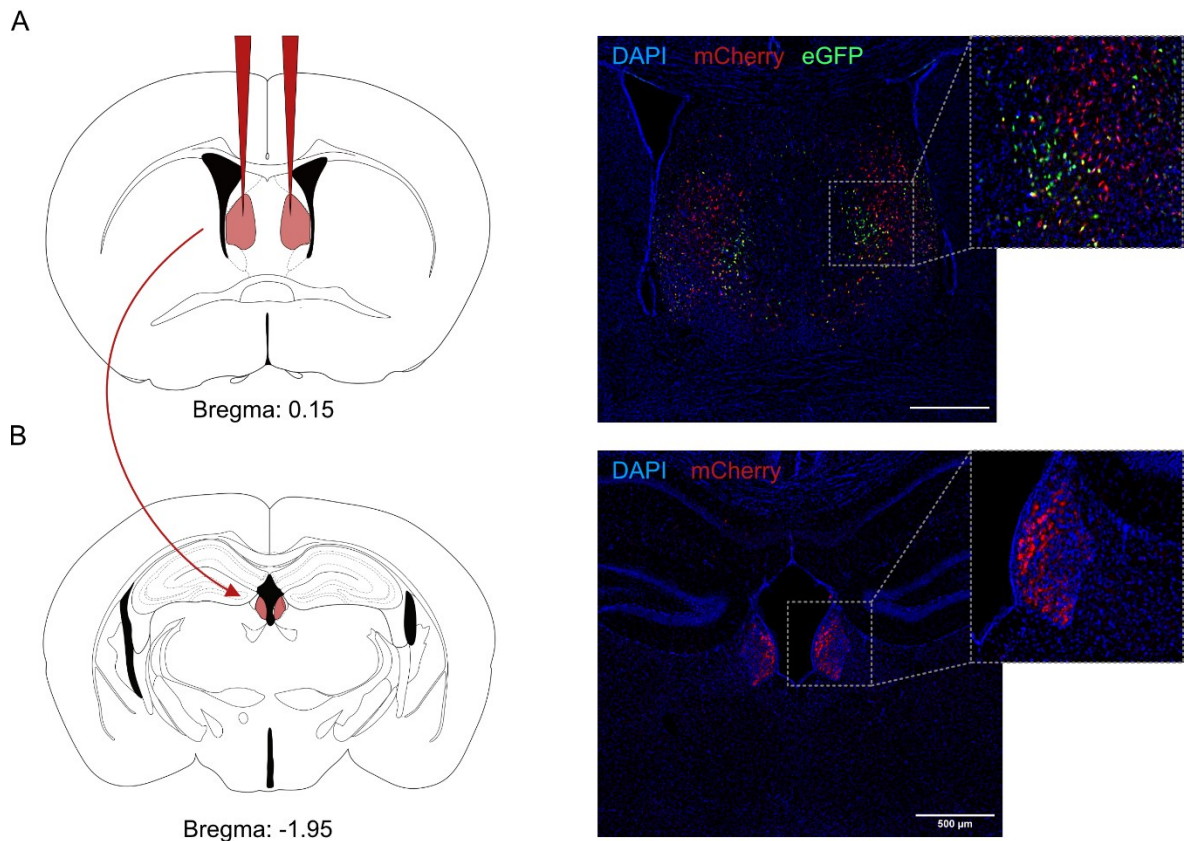 A
DAPI mCherry eGFP
Bregma: 0.15
B
DAPI mCherry
500 µm
Bregma: -1.95